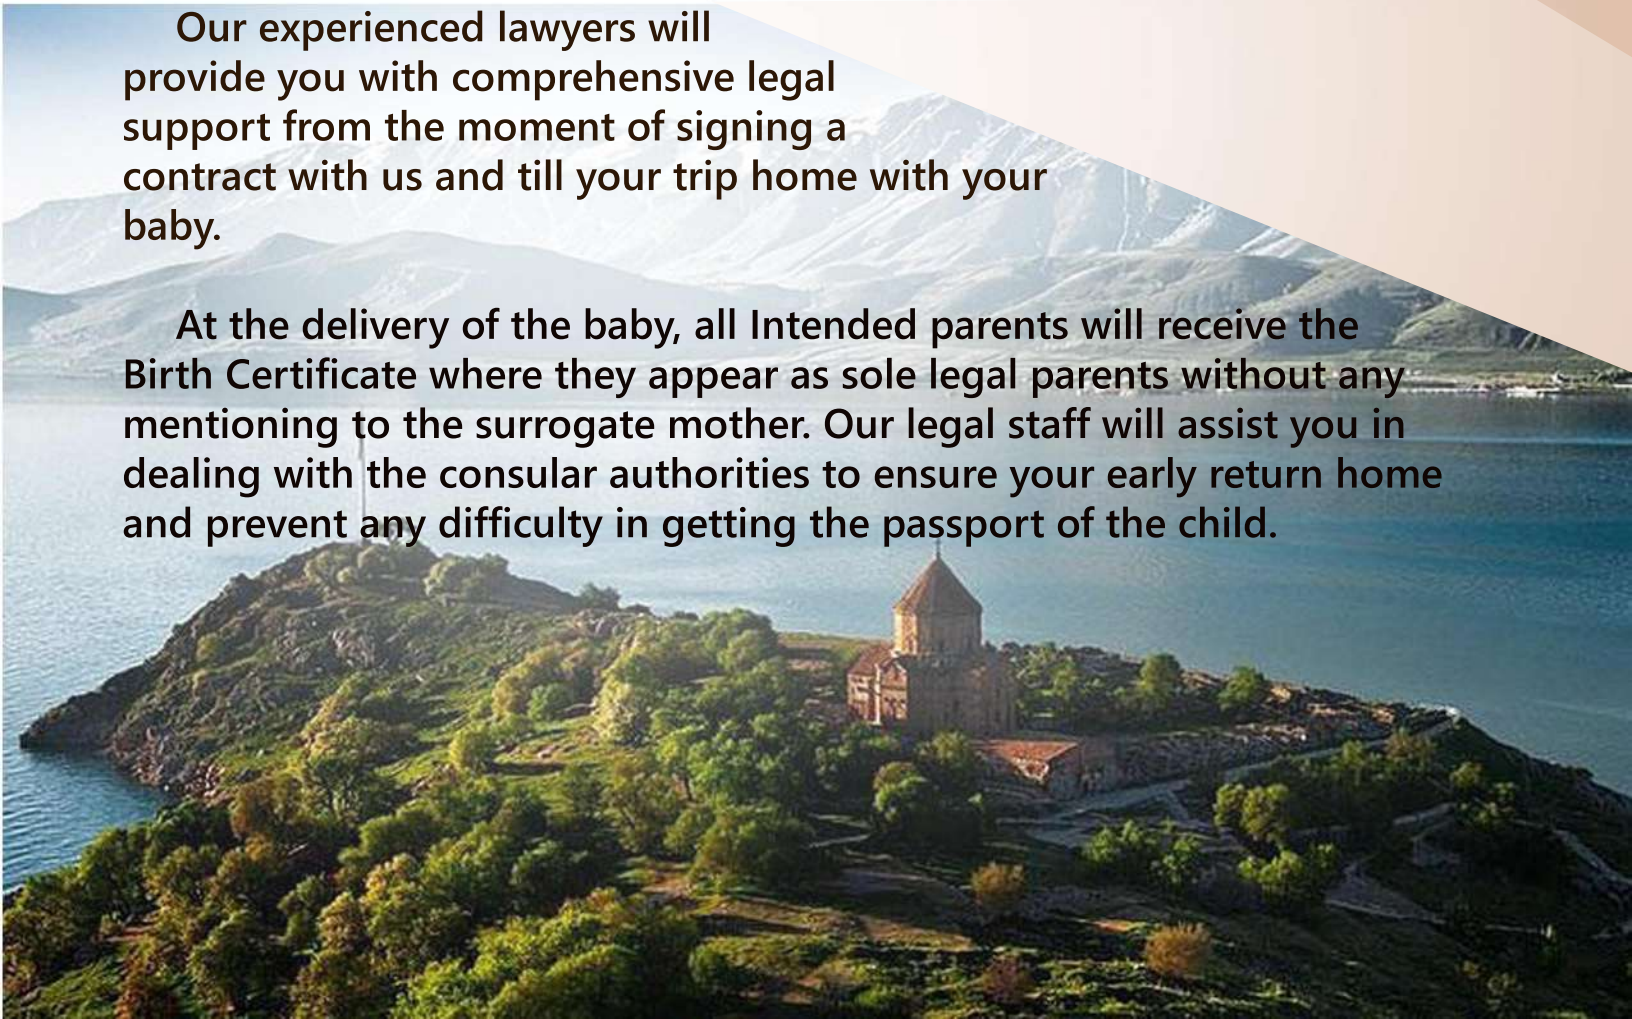 Our experienced lawyers will
provide you with comprehensive legal
support from the moment of signing a
contract with us and till your trip home with your
baby.
At the delivery of the baby, all Intended parents will receive the
Birth Certificate where they appear as sole legal parents without any
mentioning to the surrogate mother. Our legal staff will assist you in
dealing with the consular authorities to ensure your early return home
and prevent any difficulty in getting the passport of the child.